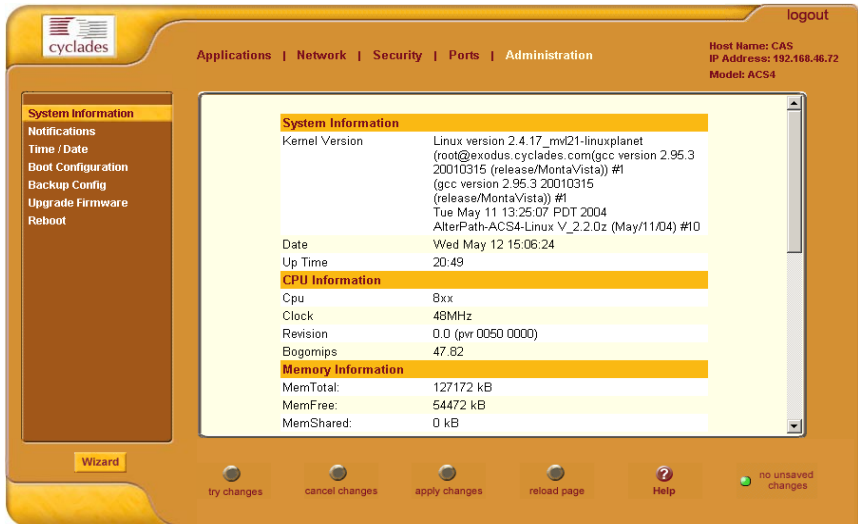 logout
cyclades
Applications | Network | Security | Ports | Administration
Host Name: CAS
IP Address: 192.168.46.72
Model: ACS4
System Information
Notifications
Time / Date
Boot Configuration
Backup Config
Upgrade Firmware
Reboot
System Information
Kernel Version Linux version 2.4.17_mvl21-linuxplanet
(root@exodus.cyclades.com(gcc version 2.95.3
20010315 (release/MontaVista)) #1
(gcc version 2.95.3 20010315
(release/MontaVista)) #1
Tue May 11 13:25:07 PDT 2004
AlterPath-ACS4-Linux V_2.2.0z (May/11/04) #10
Date Wed May 12 15:06:24
Up Time 20:49
CPU Information
Cpu 8xx
Clock 48MHz
Revision 0.0 (pvr 0050 0000)
Bogomips 47.82
Memory Information
MemTotal: 127172 kB
MemFree: 54472 kB
MemShared: 0 kB
Wizard
try changes
cancel changes
apply changes
reload page
?
Help
no unsaved
changes